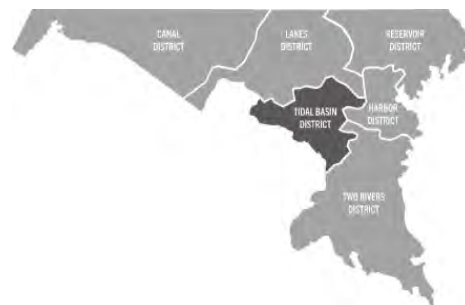 CANAL
DISTRICT
LAKES
DISTRICT
RESERVOIR
DISTRICT
TIDAL BASIN
DISTRICT
HARBOR
DISTRICT
TWO RIVERS
DISTRICT